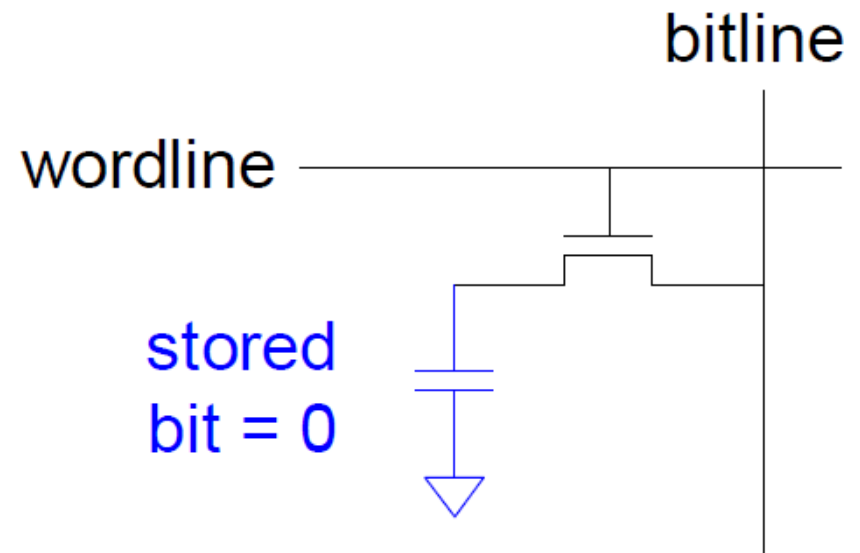 bitline
wordline
stored
bit = 0